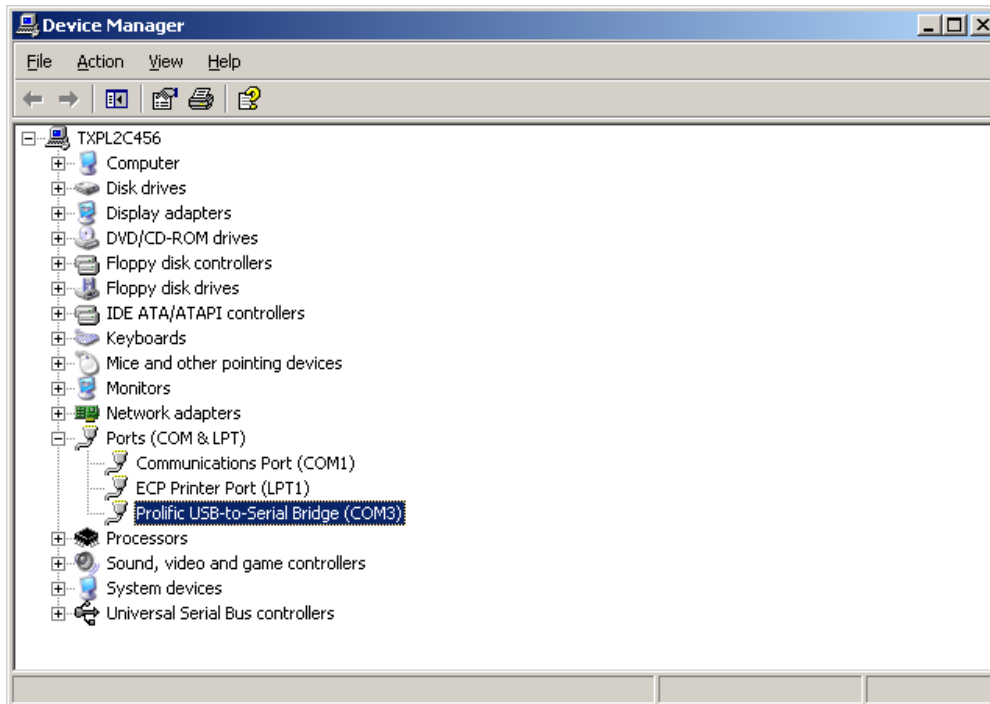 Device Manager
File Action View Help
TXPL2C456
Computer
Disk drives
Display adapters
DVD/CD-ROM drives
Floppy disk controllers
Floppy disk drives
IDE ATA/ATAPI controllers
Keyboards
Mice and other pointing devices
Monitors
Network adapters
Ports (COM & LPT)
Communications Port (COM1)
ECP Printer Port (LPT1)
Prolific USB-to-Serial Bridge (COM3)
Processors
Sound, video and game controllers
System devices
Universal Serial Bus controllers